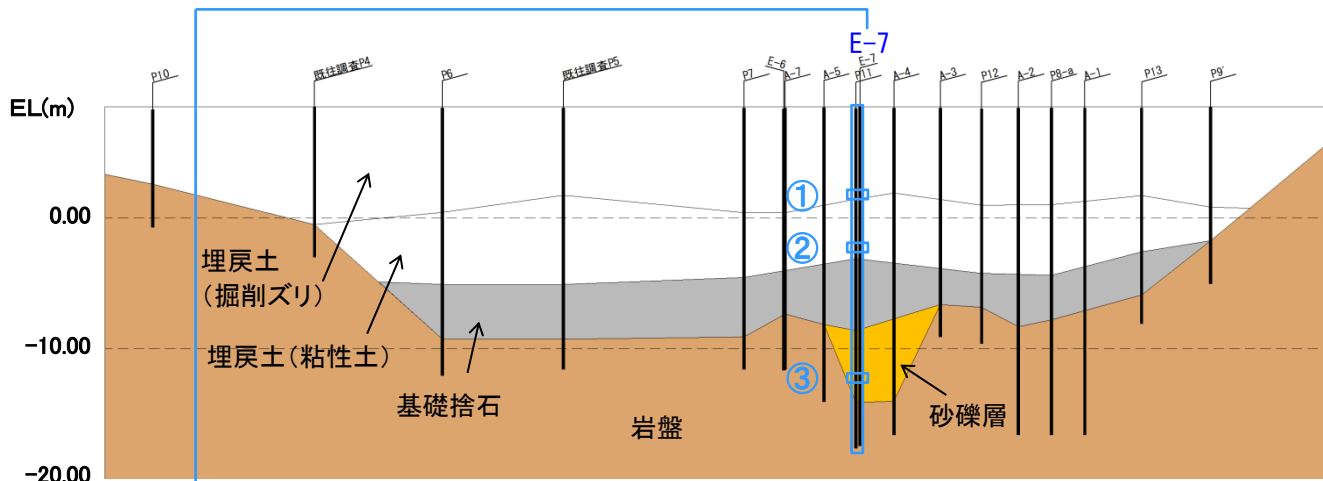 E-7
P10
既往調査P4
P6
既往調査P5
P7
E-6
A-7
A-5
E-7
P11
A-4
A-3
P12
A-2
P8-a
A-1
P13
P9'
EL(m)
①
0.00
②
埋戻土
(掘削ズリ)
埋戻土(粘性土)
-10.00
③
基礎捨石
岩盤
砂礫層
-20.00